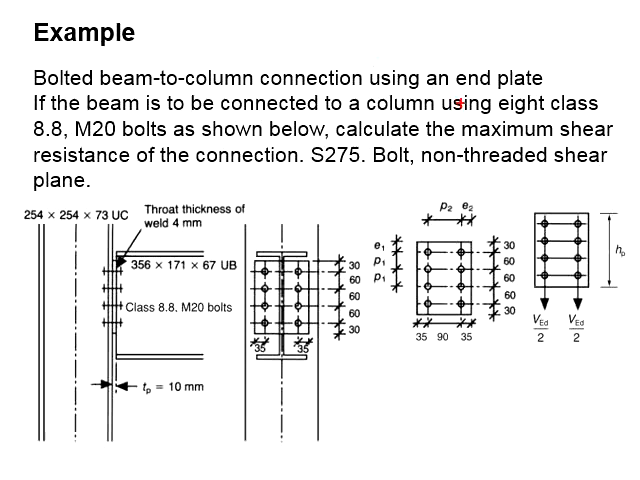 Example
Bolted beam-to-column connection using an end plate
If the beam is to be connected to a column using eight class
8.8, M20 bolts as shown below, calculate the maximum shear
resistance of the connection. S275. Bolt, non-threaded shear
plane.
254 × 254 × 73 UC
Throat thickness of
weld 4 mm
356 × 171 × 67 UB
Class 8.8. M20 bolts
tp = 10 mm
30
60
60
60
30
35
35
p2 e2
e1
p1
p1
30
60
60
60
30
35 90 35
hp
VEd
2
VEd
2